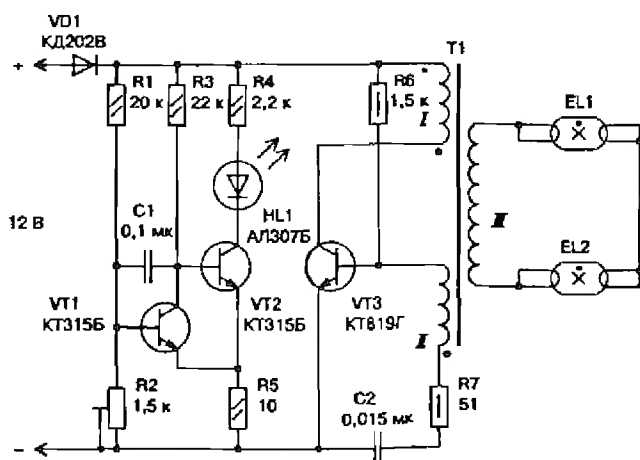 VD1
КД202В
T1
+
R1
20 к
R3
22 к
R4
2,2 к
R6
1,5 к
I
EL1
12 В
C1
0,1 мк
HL1
АЛ307Б
II
EL2
VT1
КТ315Б
VT2
КТ315Б
VT3
КТ819Г
I
R2
1,5 к
R5
10
C2
0,015 мк
R7
51
−